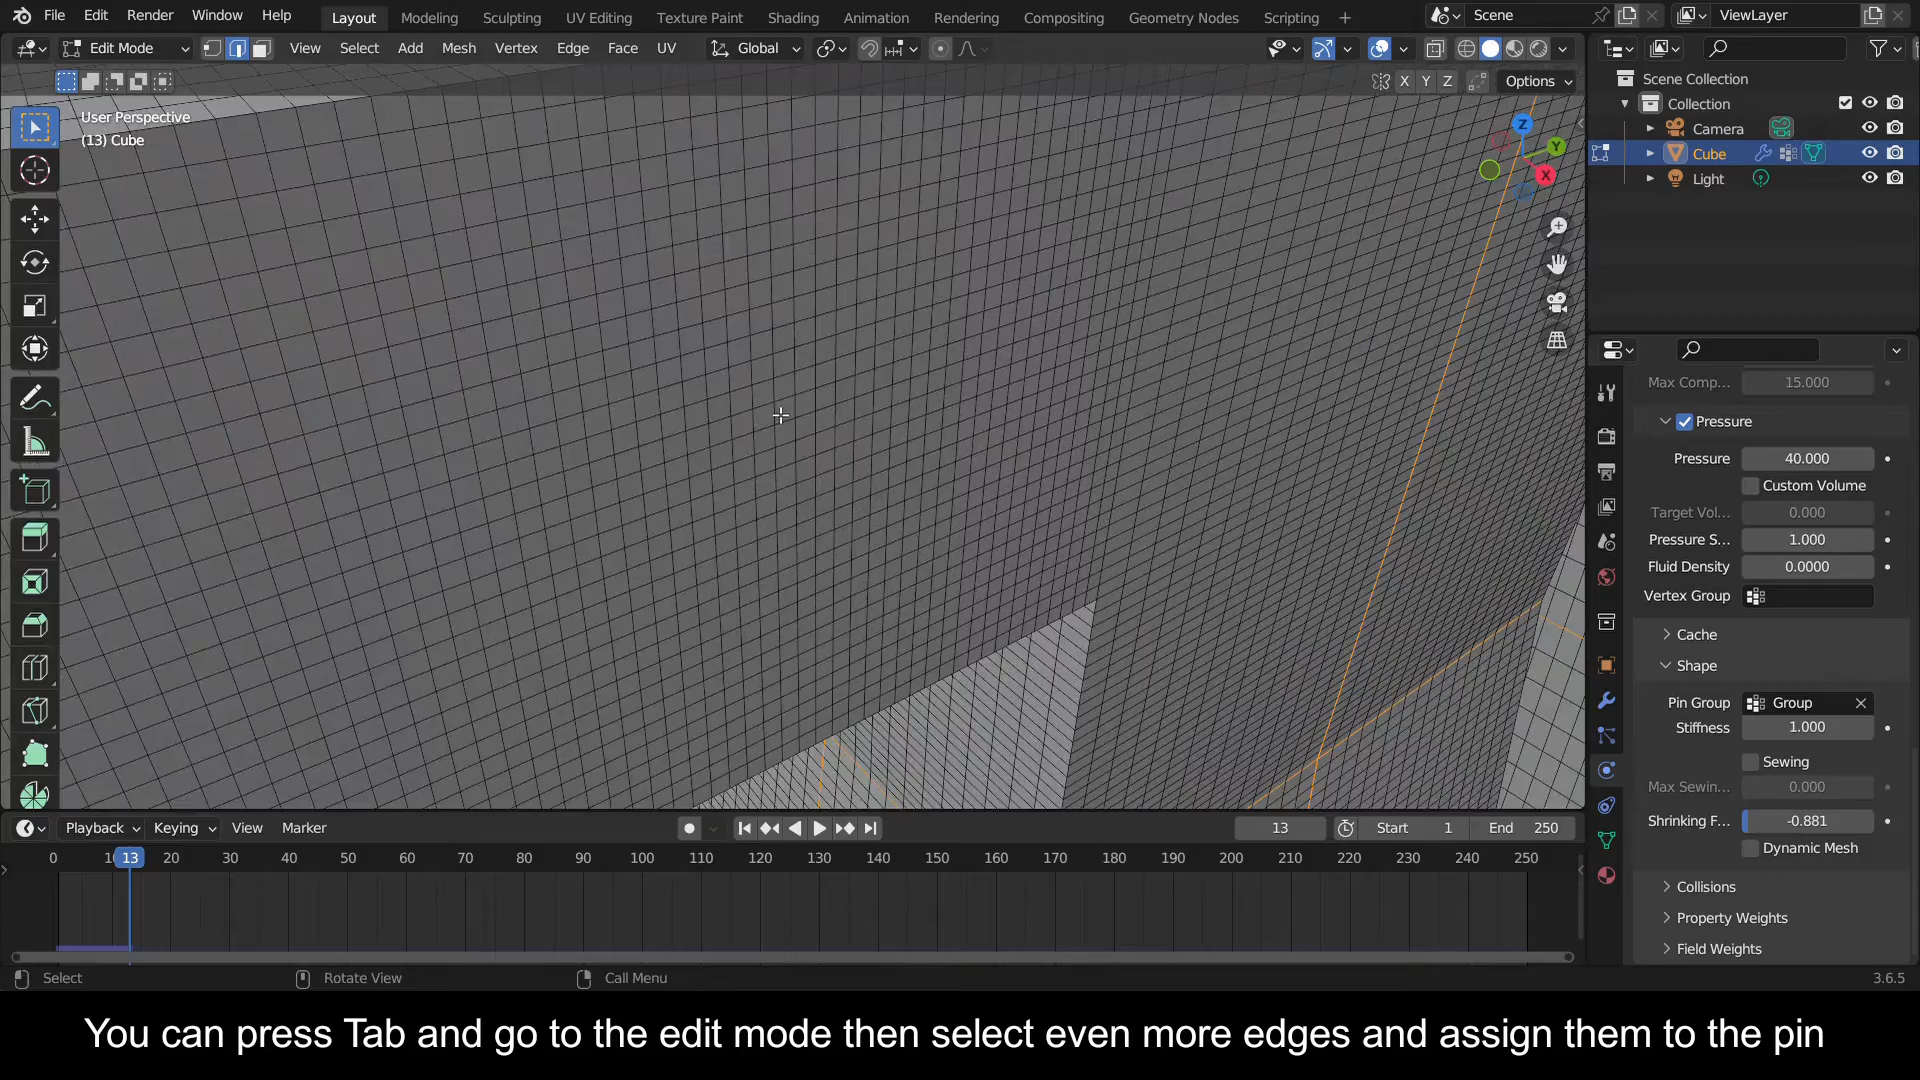 File Edit Render Window Help Layout Modeling Sculpting UV Editing Texture Paint Shading Animation Rendering Compositing Geometry Nodes Scripting + Scene ViewLayer
Edit Mode View Select Add Mesh Vertex Edge Face UV Global
X Y Z Options
User Perspective
(13) Cube
Z
Y
X
Scene Collection
Collection
Camera
Cube
Light
Max Comp... 15.000
Pressure
Pressure 40.000
Custom Volume
Target Vol... 0.000
Pressure S... 1.000
Fluid Density 0.0000
Vertex Group
Cache
Shape
Pin Group Group
Stiffness 1.000
Sewing
Max Sewin... 0.000
Shrinking F... -0.881
Dynamic Mesh
Collisions
Property Weights
Field Weights
Playback Keying View Marker 13 Start 1 End 250
0 13 20 30 40 50 60 70 80 90 100 110 120 130 140 150 160 170 180 190 200 210 220 230 240 250
Select Rotate View Call Menu 3.6.5
You can press Tab and go to the edit mode then select even more edges and assign them to the pin